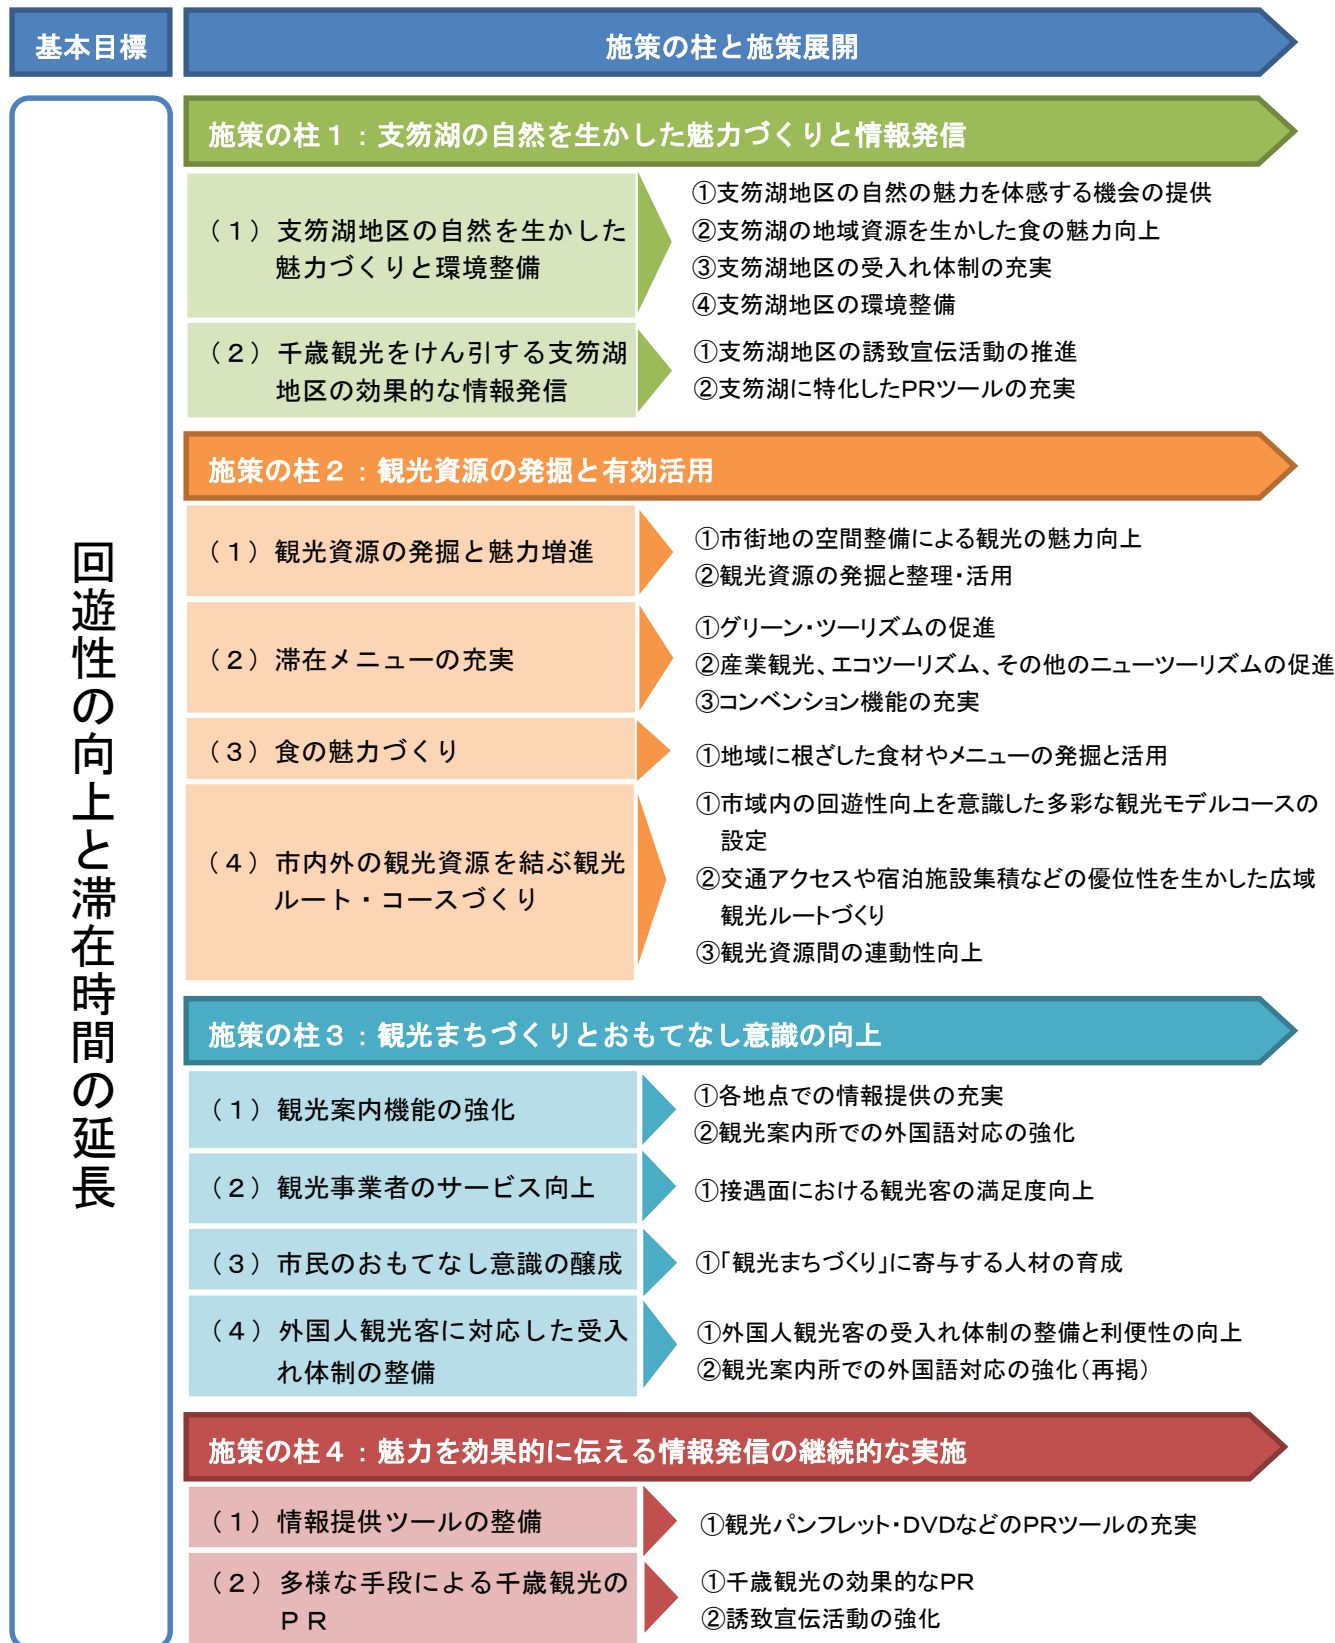 基本目標
施策の柱と施策展開
回遊性の向上と滞在時間の延長
施策の柱１：支笏湖の自然を生かした魅力づくりと情報発信
（１）支笏湖地区の自然を生かした
魅力づくりと環境整備
①支笏湖地区の自然の魅力を体感する機会の提供
②支笏湖の地域資源を生かした食の魅力向上
③支笏湖地区の受入れ体制の充実
④支笏湖地区の環境整備
（２）千歳観光をけん引する支笏湖
地区の効果的な情報発信
①支笏湖地区の誘致宣伝活動の推進
②支笏湖に特化したPRツールの充実
施策の柱２：観光資源の発掘と有効活用
（１）観光資源の発掘と魅力増進
①市街地の空間整備による観光の魅力向上
②観光資源の発掘と整理・活用
（２）滞在メニューの充実
①グリーン・ツーリズムの促進
②産業観光、エコツーリズム、その他のニューツーリズムの促進
③コンベンション機能の充実
（３）食の魅力づくり
①地域に根ざした食材やメニューの発掘と活用
（４）市内外の観光資源を結ぶ観光
ルート・コースづくり
①市域内の回遊性向上を意識した多彩な観光モデルコースの
設定
②交通アクセスや宿泊施設集積などの優位性を生かした広域
観光ルートづくり
③観光資源間の連動性向上
施策の柱３：観光まちづくりとおもてなし意識の向上
（１）観光案内機能の強化
①各地点での情報提供の充実
②観光案内所での外国語対応の強化
（２）観光事業者のサービス向上
①接遇面における観光客の満足度向上
（３）市民のおもてなし意識の醸成
①「観光まちづくり」に寄与する人材の育成
（４）外国人観光客に対応した受入
れ体制の整備
①外国人観光客の受入れ体制の整備と利便性の向上
②観光案内所での外国語対応の強化（再掲）
施策の柱４：魅力を効果的に伝える情報発信の継続的な実施
（１）情報提供ツールの整備
①観光パンフレット・DVDなどのPRツールの充実
（２）多様な手段による千歳観光の
ＰＲ
①千歳観光の効果的なPR
②誘致宣伝活動の強化